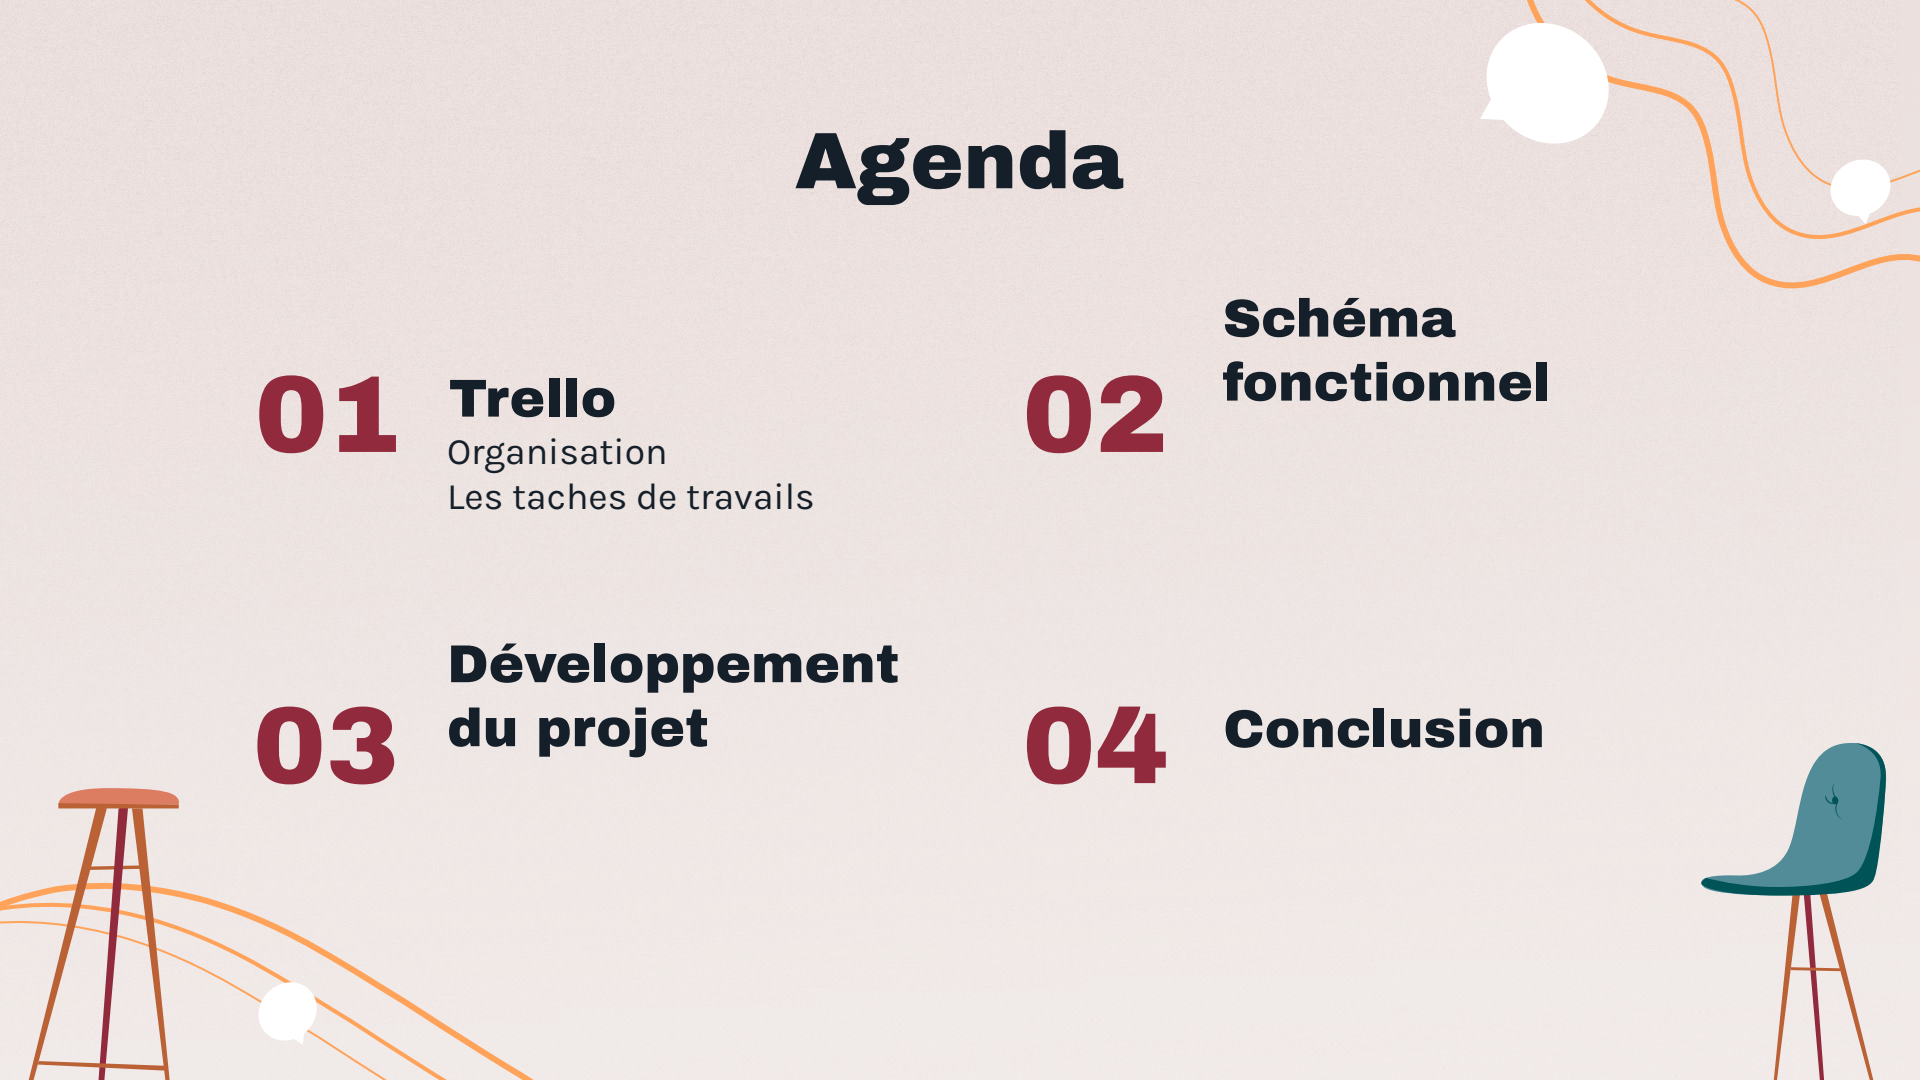 Agenda
01
Trello
Organisation
Les taches de travails
02
Schéma
fonctionnel
03
Développement
du projet
04
Conclusion